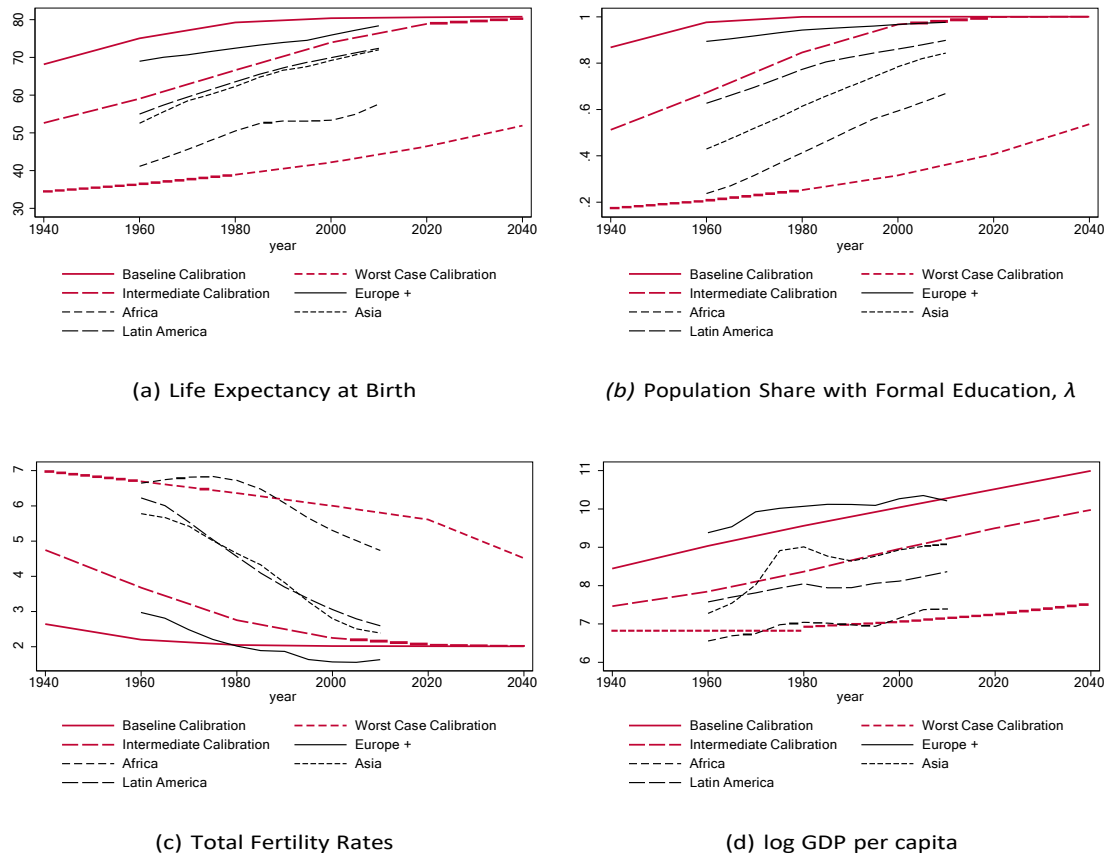 80
70
60
50
40
30
1940 1960 1980 2000 2020 2040
year
Baseline Calibration Worst Case Calibration
Intermediate Calibration Europe +
Africa Asia
Latin America
(a) Life Expectancy at Birth
1
.8
.6
.4
.2
1940 1960 1980 2000 2020 2040
year
Baseline Calibration Worst Case Calibration
Intermediate Calibration Europe +
Africa Asia
Latin America
(b) Population Share with Formal Education, λ
7
6
5
4
3
2
1940 1960 1980 2000 2020 2040
year
Baseline Calibration Worst Case Calibration
Intermediate Calibration Europe +
Africa Asia
Latin America
(c) Total Fertility Rates
11
10
9
8
7
6
1940 1960 1980 2000 2020 2040
year
Baseline Calibration Worst Case Calibration
Intermediate Calibration Europe +
Africa Asia
Latin America
(d) log GDP per capita